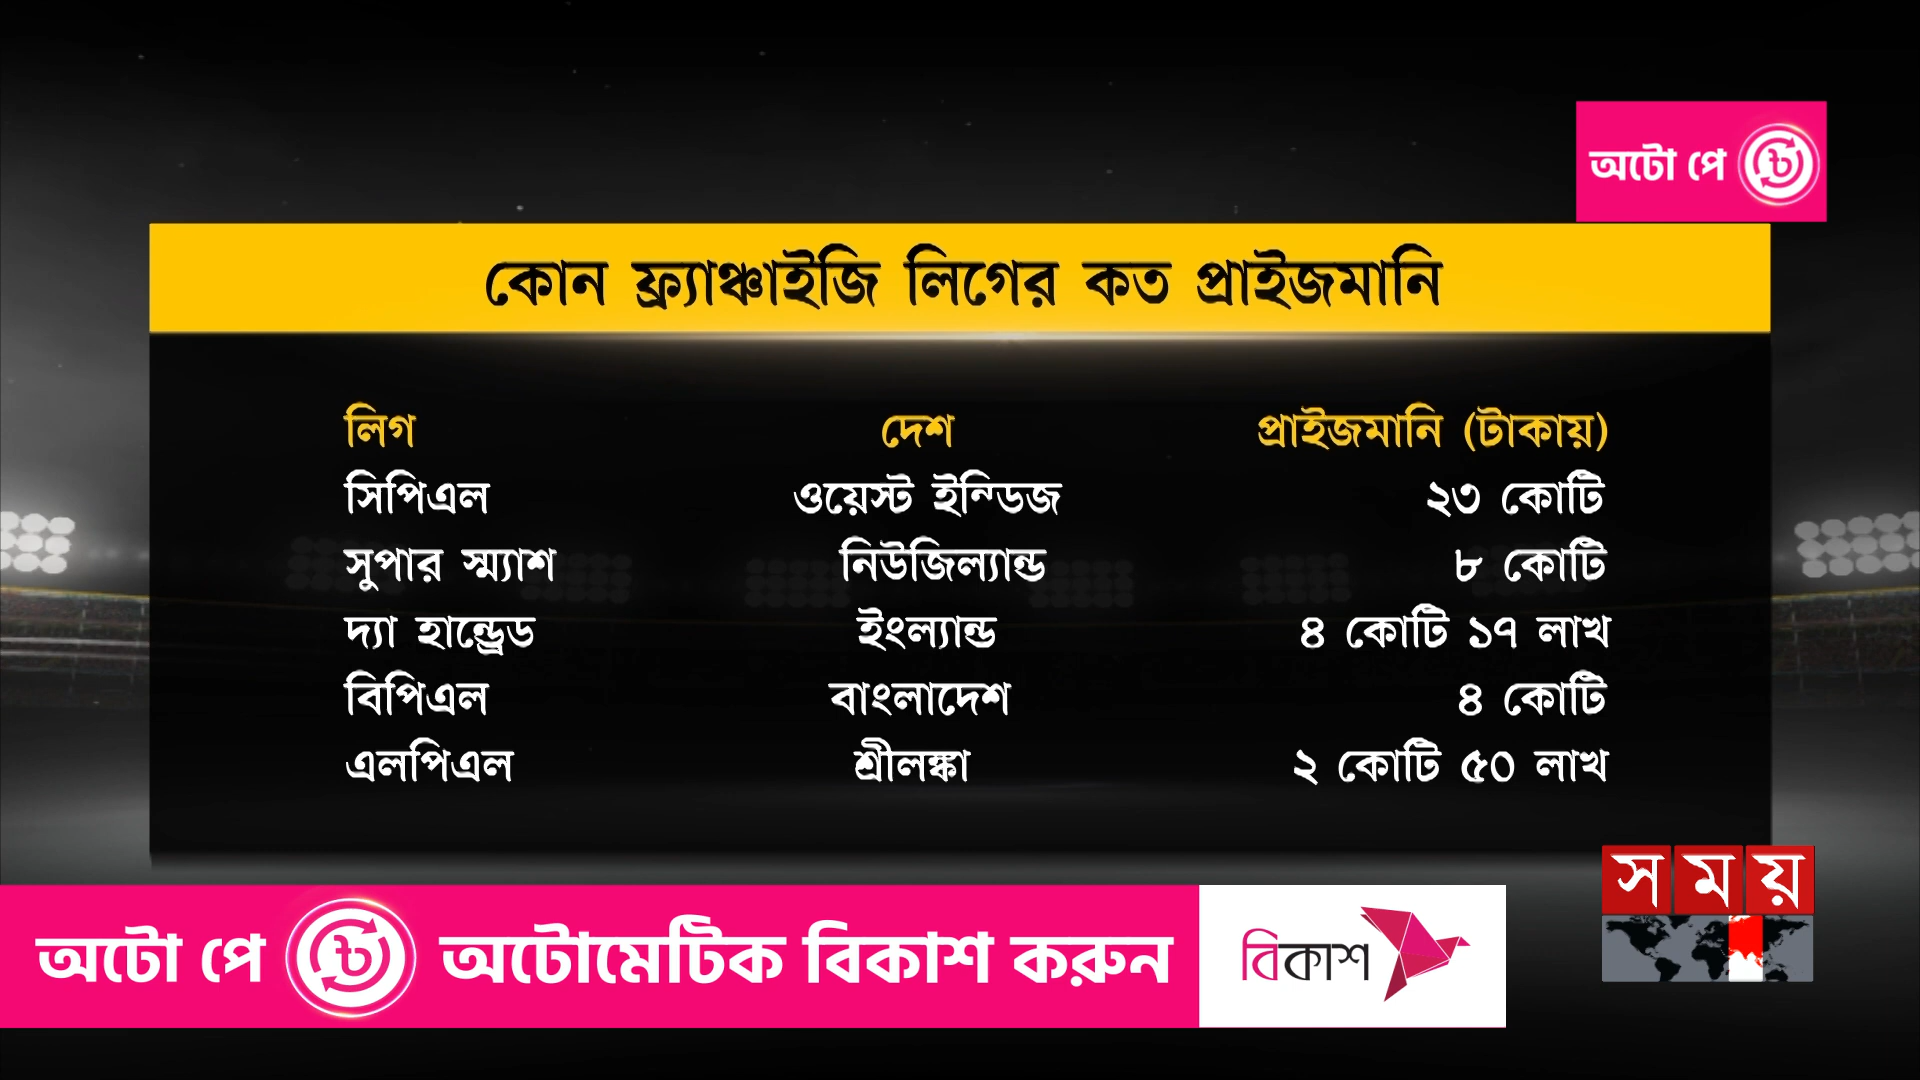 অটো পে
কোন ফ্র্যাঞ্চাইজি লিগের কত প্রাইজমানি
লিগ দেশ প্রাইজমানি (টাকায়)
সিপিএল ওয়েস্ট ইন্ডিজ ২৩ কোটি
সুপার স্ম্যাশ নিউজিল্যান্ড ৮ কোটি
দ্যা হান্ড্রেড ইংল্যান্ড ৪ কোটি ১৭ লাখ
বিপিএল বাংলাদেশ ৪ কোটি
এলপিএল শ্রীলঙ্কা ২ কোটি ৫০ লাখ
সময়
অটো পে ৳ অটোমেটিক বিকাশ করুন বিকাশ